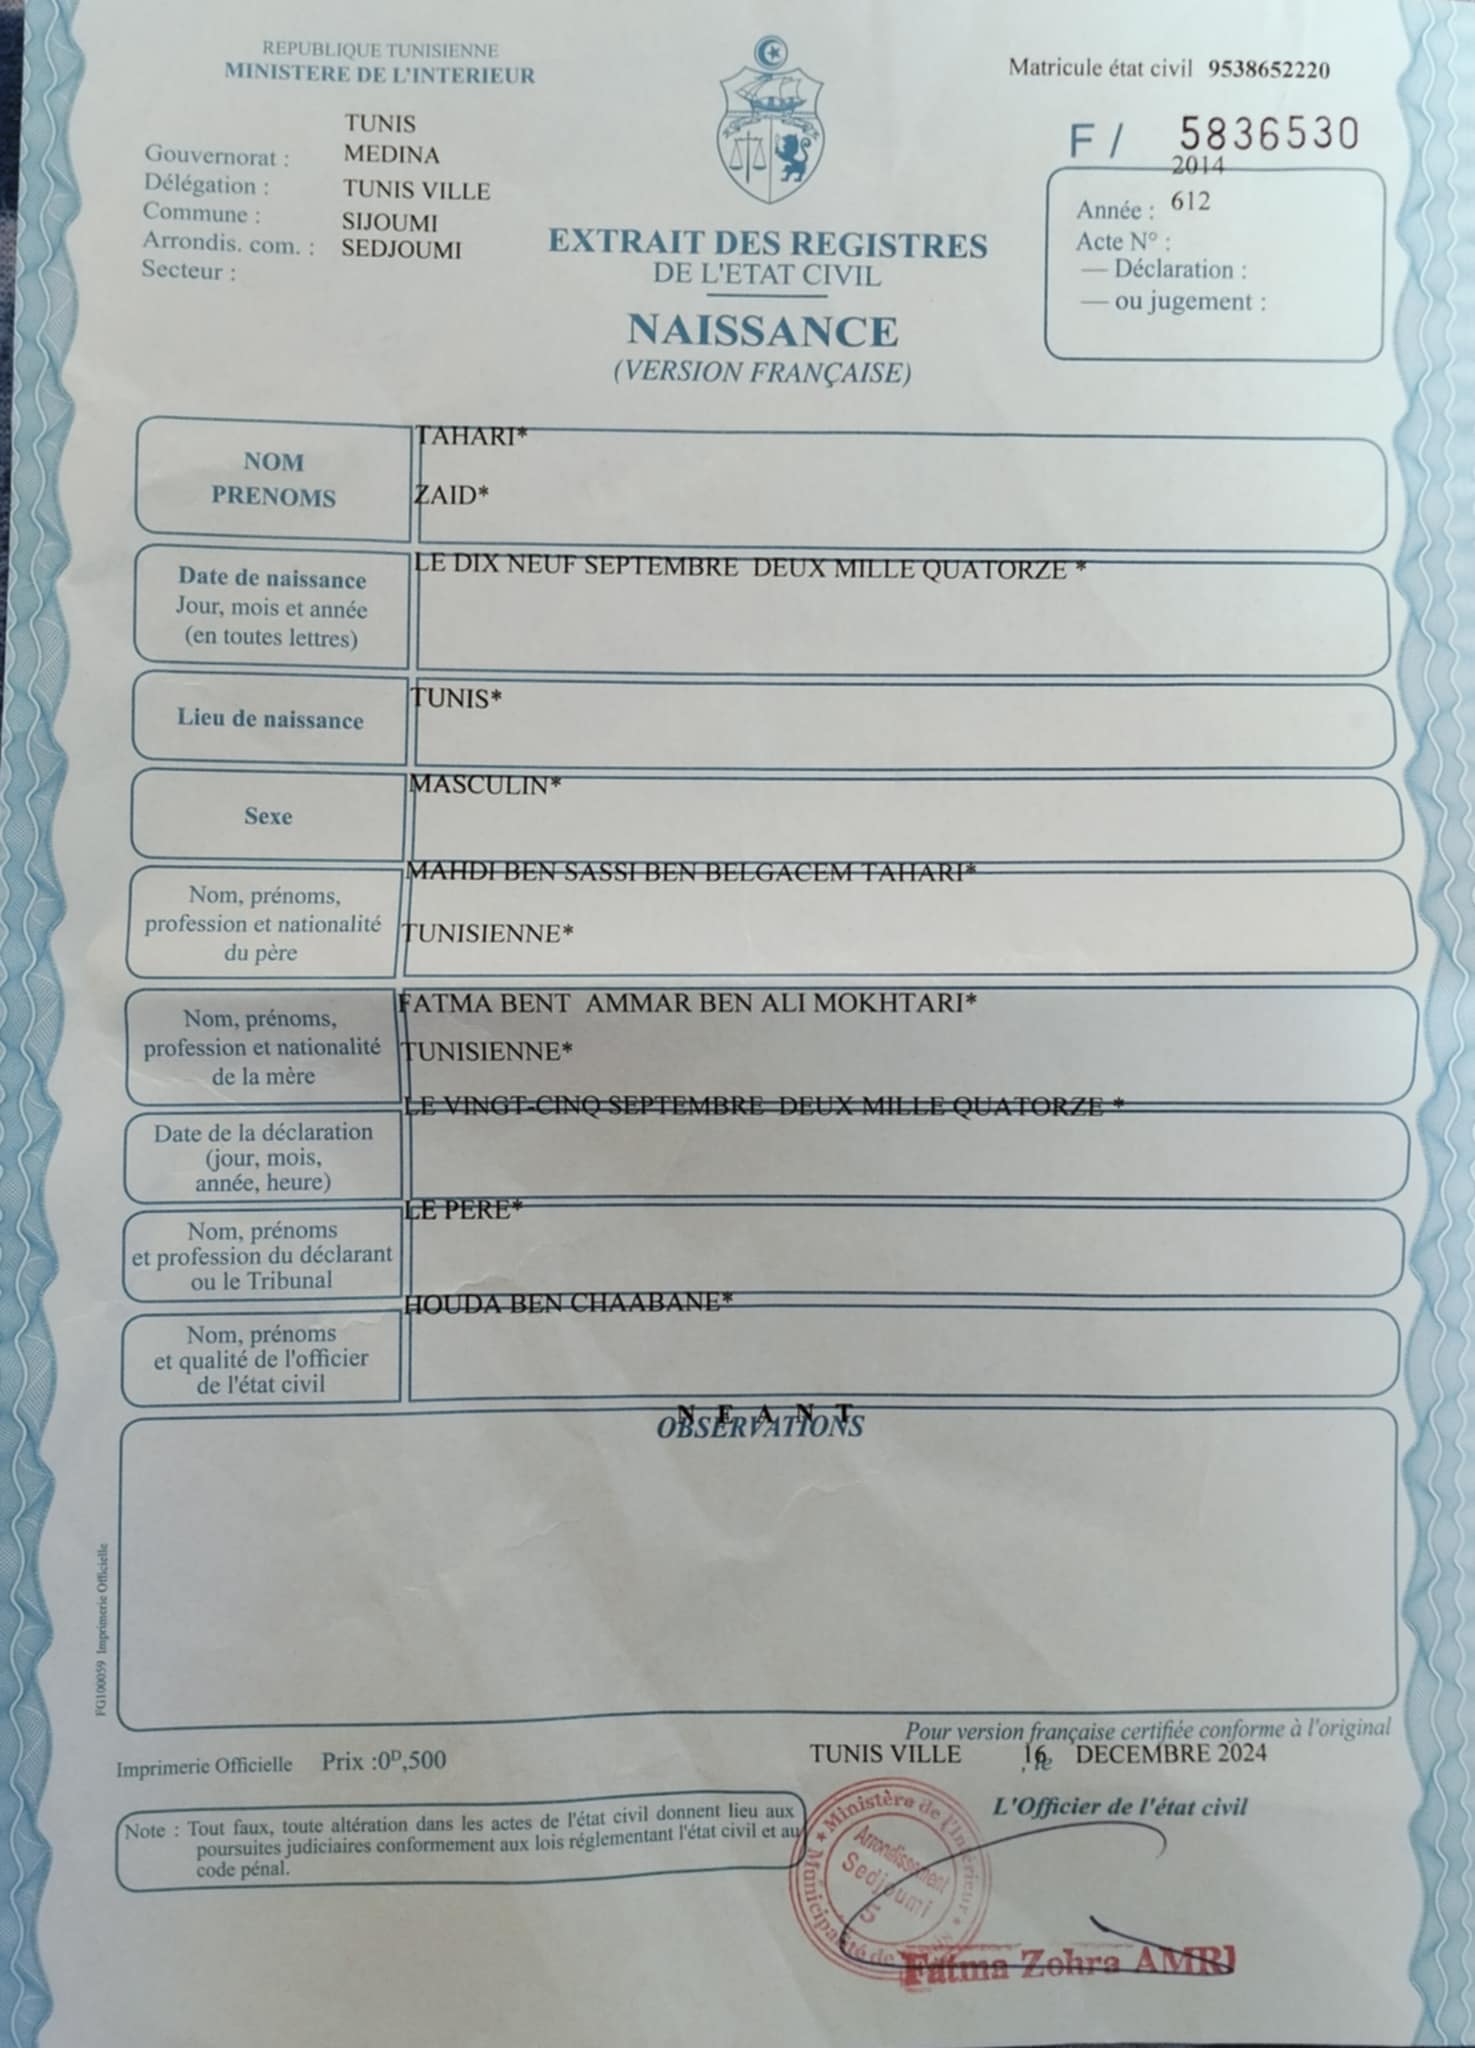 REPUBLIQUE TUNISIENNE
MINISTERE DE L'INTERIEUR
Matricule état civil 9538652220
F / 5836530
TUNIS
Gouvernorat : MEDINA
Délégation : TUNIS VILLE
Commune : SIJOUMI
Arrondis. com. : SEDJOUMI
Secteur :
2014
Année : 612
Acte N° :
— Déclaration :
— ou jugement :
EXTRAIT DES REGISTRES
DE L'ETAT CIVIL
NAISSANCE
(VERSION FRANÇAISE)
NOM
PRENOMS
TAHARI*
ZAID*
Date de naissance
Jour, mois et année
(en toutes lettres)
LE DIX NEUF SEPTEMBRE DEUX MILLE QUATORZE *
Lieu de naissance
TUNIS*
Sexe
MASCULIN*
Nom, prénoms,
profession et nationalité
du père
MAHDI BEN SASSI BEN BELGACEM TAHARI*
TUNISIENNE*
Nom, prénoms,
profession et nationalité
de la mère
FATMA BENT AMMAR BEN ALI MOKHTARI*
TUNISIENNE*
Date de la déclaration
(jour, mois,
année, heure)
LE VINGT-CINQ SEPTEMBRE DEUX MILLE QUATORZE *
Nom, prénoms
et profession du déclarant
ou le Tribunal
LE PERE*
Nom, prénoms
et qualité de l'officier
de l'état civil
HOUDA BEN CHAABANE*
N E A N T
OBSERVATIONS
FG100059 Imprimerie Officielle
Pour version française certifiée conforme à l'original
TUNIS VILLE , le 16 DECEMBRE 2024
Imprimerie Officielle Prix :0D,500
L'Officier de l'état civil
Note : Tout faux, toute altération dans les actes de l'état civil donnent lieu aux
poursuites judiciaires conformement aux lois réglementant l'état civil et au
code pénal.
Ministère de l'Intérieur
Municipalité de
Arrondissement
Sedjoumi
5
Fatma Zohra AMRI